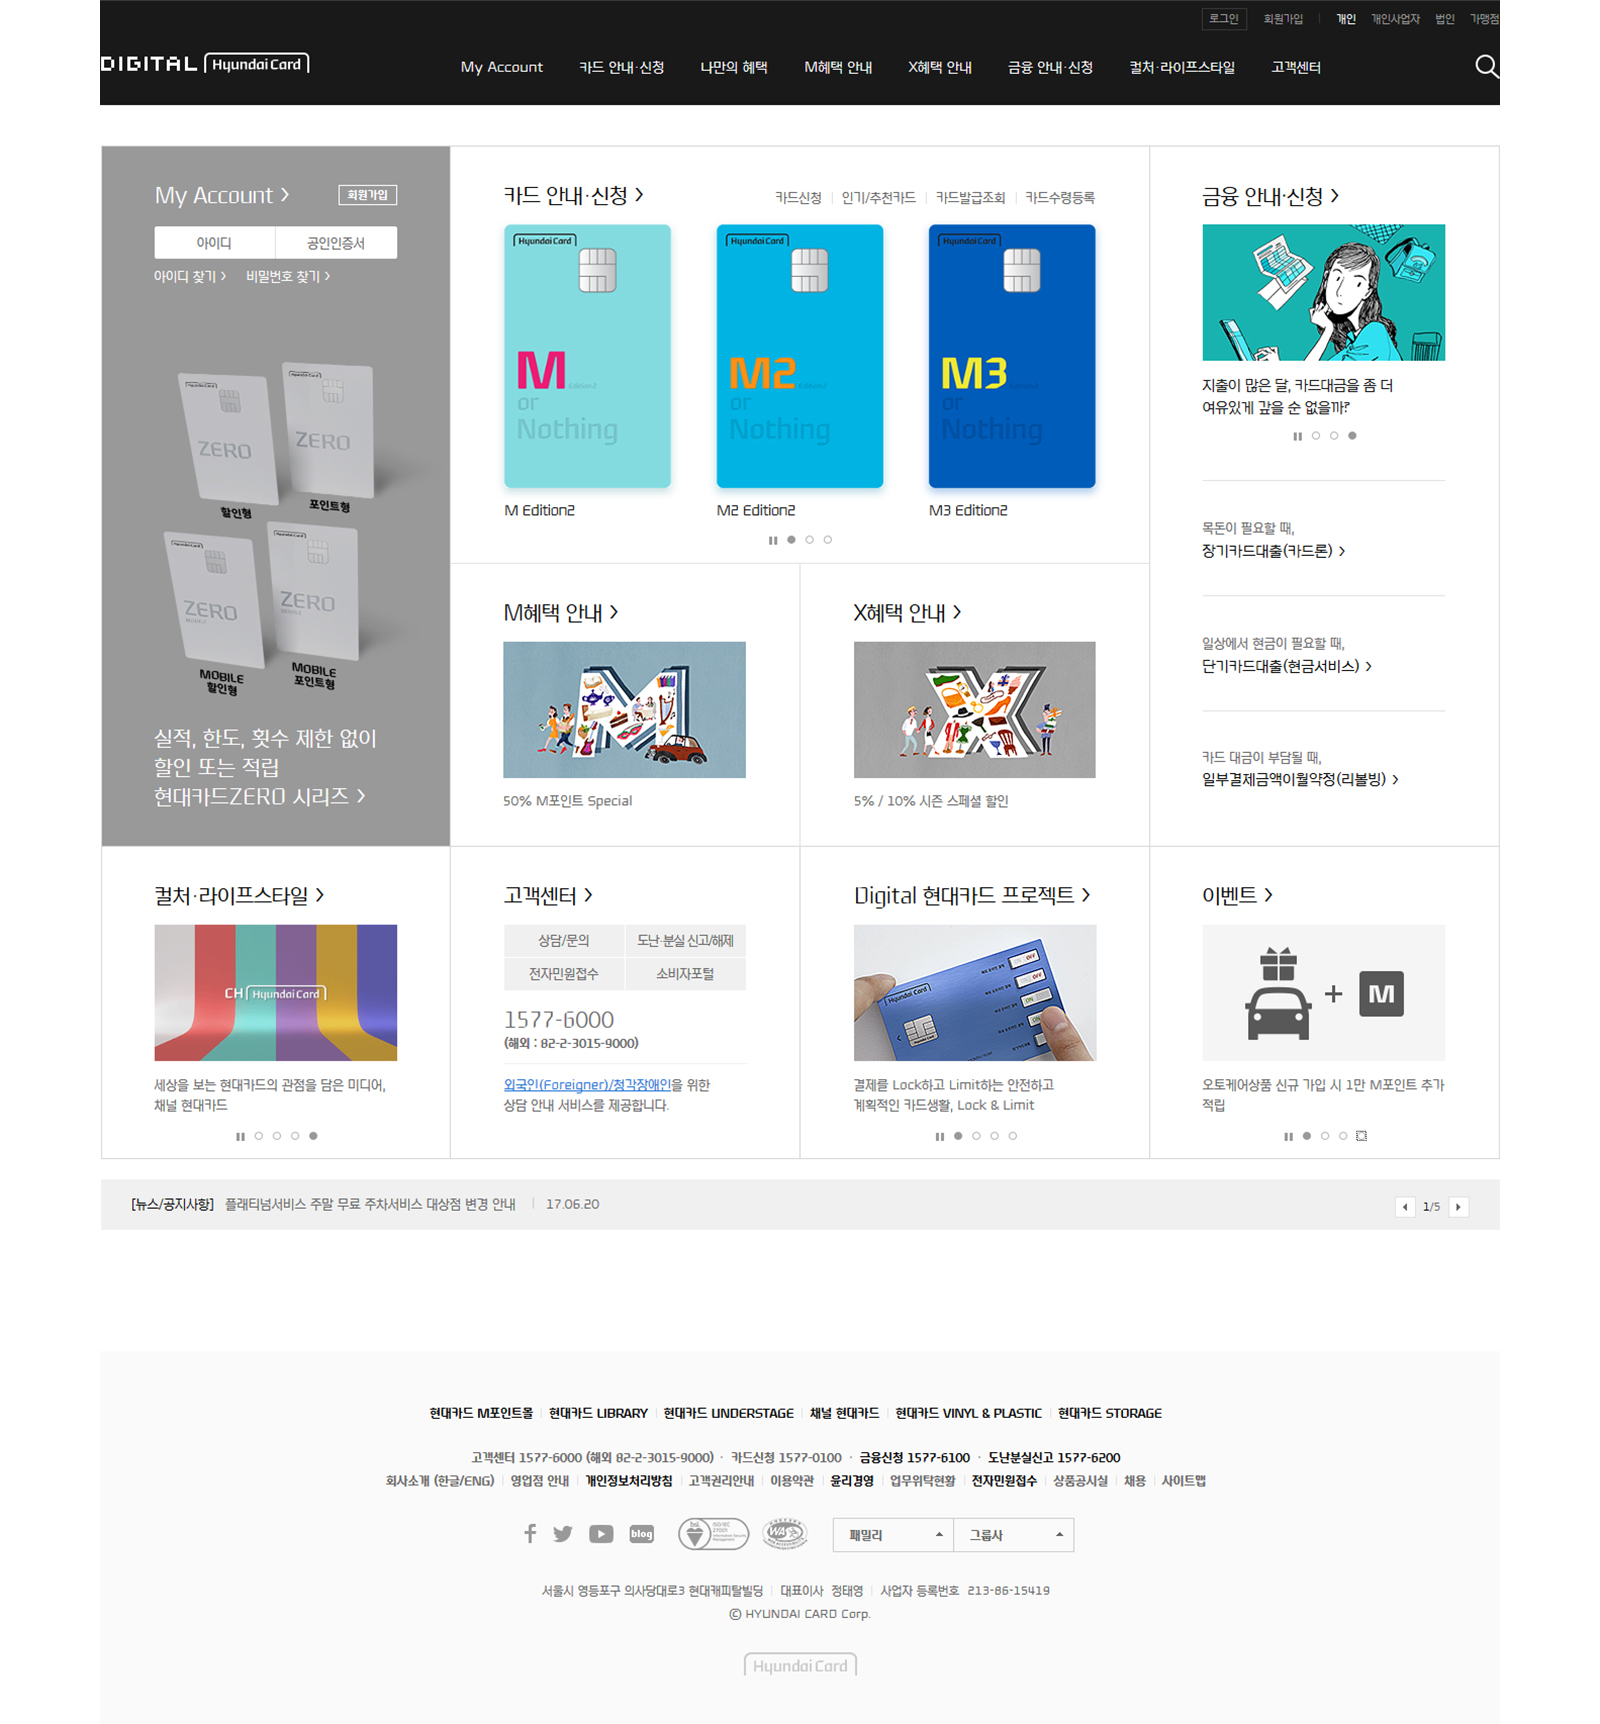 로그인 회원가입 개인 개인사업자 법인 가맹점
DIGITAL Hyundai Card
My Account 카드 안내·신청 나만의 혜택 M혜택 안내 X혜택 안내 금융 안내·신청 컬처·라이프스타일 고객센터
My Account >
회원가입
아이디 공인인증서
아이디 찾기 > 비밀번호 찾기 >
ZERO
할인형
ZERO
포인트형
ZERO
MOBILE
할인형
ZERO
MOBILE
포인트형
실적, 한도, 횟수 제한 없이
할인 또는 적립
현대카드ZERO 시리즈 >
카드 안내·신청 >
카드신청 인기/추천카드 카드발급조회 카드수령등록
Hyundai Card
M Edition2
or
Nothing
M Edition2
Hyundai Card
M2 Edition2
or
Nothing
M2 Edition2
Hyundai Card
M3
or
Nothing
M3 Edition2
금융 안내·신청 >
지출이 많은 달, 카드대금을 좀 더
여유있게 갚을 순 없을까?
목돈이 필요할 때,
장기카드대출(카드론) >
일상에서 현금이 필요할 때,
단기카드대출(현금서비스) >
카드 대금이 부담될 때,
일부결제금액이월약정(리볼빙) >
M혜택 안내 >
50% M포인트 Special
X혜택 안내 >
5% / 10% 시즌 스페셜 할인
컬처·라이프스타일 >
CH Hyundai Card
세상을 보는 현대카드의 관점을 담은 미디어,
채널 현대카드
고객센터 >
상담/문의 도난·분실 신고/해제
전자민원접수 소비자포털
1577-6000
(해외 : 82-2-3015-9000)
외국인(Foreigner)/청각장애인을 위한
상담 안내 서비스를 제공합니다.
Digital 현대카드 프로젝트 >
Hyundai Card
OFF
OFF
ON
ON
결제를 Lock하고 Limit하는 안전하고
계획적인 카드생활, Lock & Limit
이벤트 >
+ M
오토케어상품 신규 가입 시 1만 M포인트 추가
적립
[뉴스/공지사항] 플래티넘서비스 주말 무료 주차서비스 대상점 변경 안내 17.06.20
1/5
현대카드 M포인트몰 현대카드 LIBRARY 현대카드 UNDERSTAGE 채널 현대카드 현대카드 VINYL & PLASTIC 현대카드 STORAGE
고객센터 1577-6000 (해외 82-2-3015-9000) · 카드신청 1577-0100 · 금융신청 1577-6100 · 도난분실신고 1577-6200
회사소개 (한글/ENG) 영업점 안내 개인정보처리방침 고객권리안내 이용약관 윤리경영 업무위탁현황 전자민원접수 상품공시실 채용 사이트맵
blog
bsi. ISO/IEC 27001 Information Security Management
WA
패밀리 그룹사
서울시 영등포구 의사당대로3 현대캐피탈빌딩 대표이사 정태영 사업자 등록번호 213-86-15419
© HYUNDAI CARD Corp.
Hyundai Card